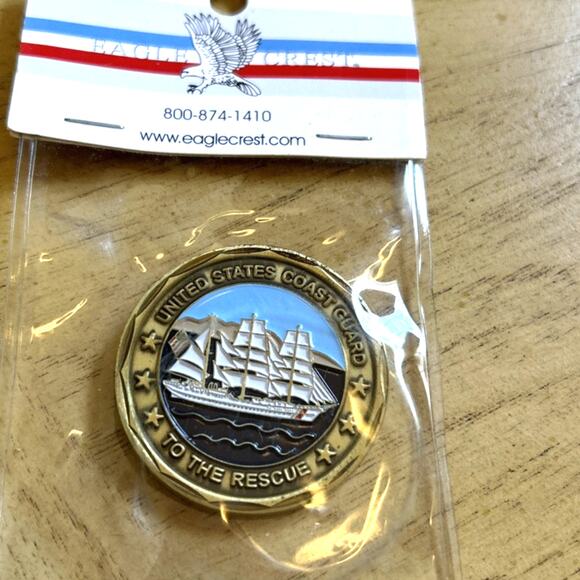 EAGLE CREST®
800-874-1410
www.eaglecrest.com
UNITED STATES COAST GUARD
TO THE RESCUE